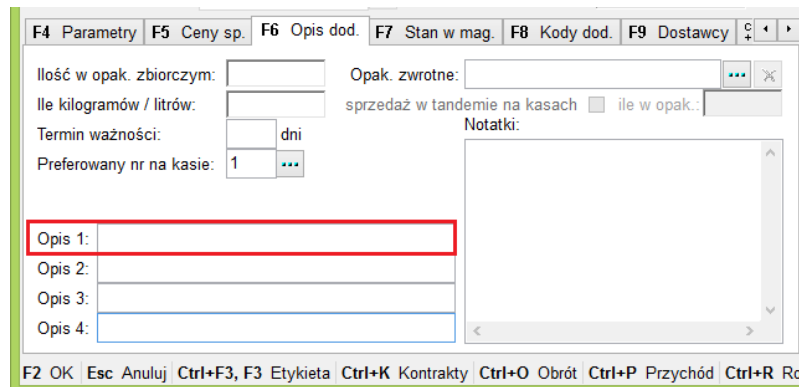 F4 Parametry F5 Ceny sp. F6 Opis dod. F7 Stan w mag. F8 Kody dod. F9 Dostawcy
Ilość w opak. zbiorczym: Opak. zwrotne:
Ile kilogramów / litrów: sprzedaż w tandemie na kasach ile w opak.:
Termin ważności: dni Notatki:
Preferowany nr na kasie: 1
Opis 1:
Opis 2:
Opis 3:
Opis 4:
F2 OK Esc Anuluj Ctrl+F3, F3 Etykieta Ctrl+K Kontrakty Ctrl+O Obrót Ctrl+P Przychód Ctrl+R